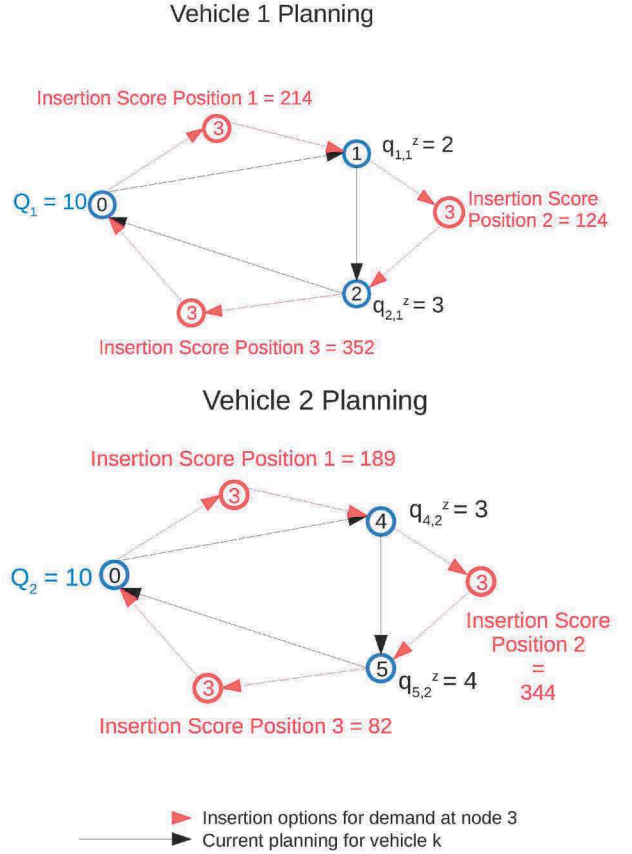 Vehicle 1 Planning
Insertion Score Position 1 = 214
3
1
q1,1z = 2
Q1 = 10
0
3
Insertion Score
Position 2 = 124
2
q2,1z = 3
3
Insertion Score Position 3 = 352
Vehicle 2 Planning
Insertion Score Position 1 = 189
3
4
q4,2z = 3
Q2 = 10
0
3
Insertion Score
Position 2
=
344
5
q5,2z = 4
3
Insertion Score Position 3 = 82
Insertion options for demand at node 3
Current planning for vehicle k